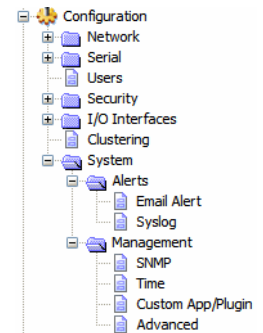 Configuration
Network
Serial
Users
Security
I/O Interfaces
Clustering
System
Alerts
Email Alert
Syslog
Management
SNMP
Time
Custom App/Plugin
Advanced